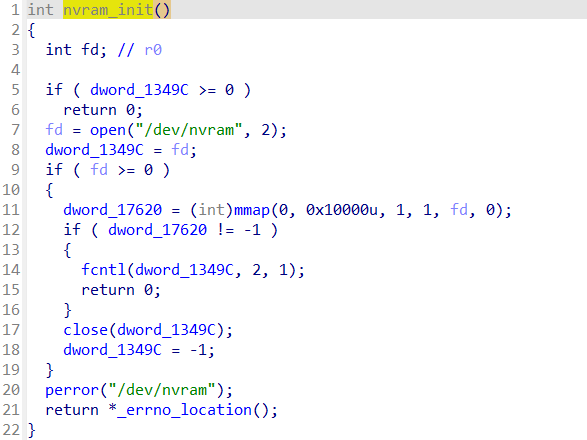 1 int nvram_init()
2 {
3 int fd; // r0
4
5 if ( dword_1349C >= 0 )
6 return 0;
7 fd = open("/dev/nvram", 2);
8 dword_1349C = fd;
9 if ( fd >= 0 )
10 {
11 dword_17620 = (int)mmap(0, 0x10000u, 1, 1, fd, 0);
12 if ( dword_17620 != -1 )
13 {
14 fcntl(dword_1349C, 2, 1);
15 return 0;
16 }
17 close(dword_1349C);
18 dword_1349C = -1;
19 }
20 perror("/dev/nvram");
21 return *_errno_location();
22 }